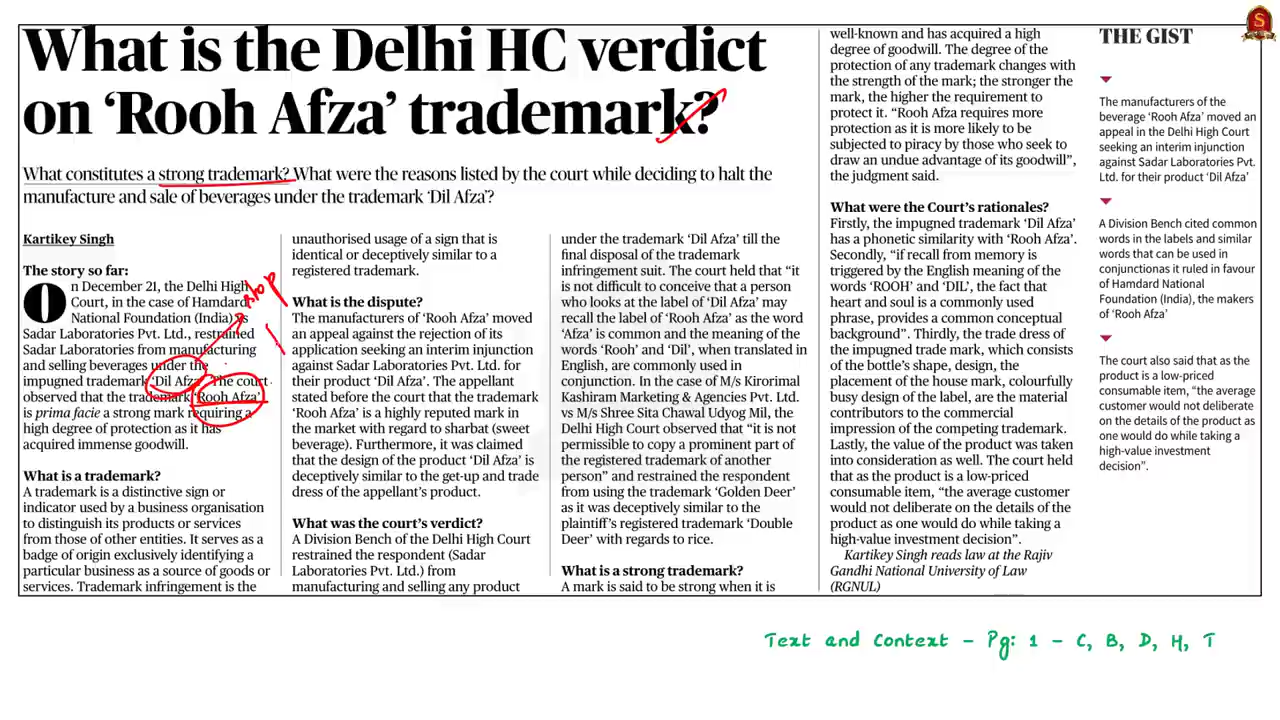 What is the Delhi HC verdict
on ‘Rooh Afza’ trademark?
What constitutes a strong trademark? What were the reasons listed by the court while deciding to halt the
manufacture and sale of beverages under the trademark ‘Dil Afza’?
Kartikey Singh
The story so far:
On December 21, the Delhi High
Court, in the case of Hamdard
National Foundation (India) vs
Sadar Laboratories Pvt. Ltd., restrained
Sadar Laboratories from manufacturing
and selling beverages under the
impugned trademark ‘Dil Afza’. The court
observed that the trademark ‘Rooh Afza’
is prima facie a strong mark requiring a
high degree of protection as it has
acquired immense goodwill.
What is a trademark?
A trademark is a distinctive sign or
indicator used by a business organisation
to distinguish its products or services
from those of other entities. It serves as a
badge of origin exclusively identifying a
particular business as a source of goods or
services. Trademark infringement is the
unauthorised usage of a sign that is
identical or deceptively similar to a
registered trademark.
What is the dispute?
The manufacturers of ‘Rooh Afza’ moved
an appeal against the rejection of its
application seeking an interim injunction
against Sadar Laboratories Pvt. Ltd. for
their product ‘Dil Afza’. The appellant
stated before the court that the trademark
‘Rooh Afza’ is a highly reputed mark in
the market with regard to sharbat (sweet
beverage). Furthermore, it was claimed
that the design of the product ‘Dil Afza’ is
deceptively similar to the get-up and trade
dress of the appellant’s product.
What was the court’s verdict?
A Division Bench of the Delhi High Court
restrained the respondent (Sadar
Laboratories Pvt. Ltd.) from
manufacturing and selling any product
under the trademark ‘Dil Afza’ till the
final disposal of the trademark
infringement suit. The court held that “it
is not difficult to conceive that a person
who looks at the label of ‘Dil Afza’ may
recall the label of ‘Rooh Afza’ as the word
‘Afza’ is common and the meaning of the
words ‘Rooh’ and ‘Dil’, when translated in
English, are commonly used in
conjunction. In the case of M/s Kirorimal
Kashiram Marketing & Agencies Pvt. Ltd.
vs M/s Shree Sita Chawal Udyog Mil, the
Delhi High Court observed that “it is not
permissible to copy a prominent part of
the registered trademark of another
person” and restrained the respondent
from using the trademark ‘Golden Deer’
as it was deceptively similar to the
plaintiff’s registered trademark ‘Double
Deer’ with regards to rice.
What is a strong trademark?
A mark is said to be strong when it is
well-known and has acquired a high
degree of goodwill. The degree of the
protection of any trademark changes with
the strength of the mark; the stronger the
mark, the higher the requirement to
protect it. “Rooh Afza requires more
protection as it is more likely to be
subjected to piracy by those who seek to
draw an undue advantage of its goodwill”,
the judgment said.
What were the Court’s rationales?
Firstly, the impugned trademark ‘Dil Afza’
has a phonetic similarity with ‘Rooh Afza’.
Secondly, “if recall from memory is
triggered by the English meaning of the
words ‘ROOH’ and ‘DIL’, the fact that
heart and soul is a commonly used
phrase, provides a common conceptual
background”. Thirdly, the trade dress of
the impugned trade mark, which consists
of the bottle’s shape, design, the
placement of the house mark, colourfully
busy design of the label, are the material
contributors to the commercial
impression of the competing trademark.
Lastly, the value of the product was taken
into consideration as well. The court held
that as the product is a low-priced
consumable item, “the average customer
would not deliberate on the details of the
product as one would do while taking a
high-value investment decision”.
Kartikey Singh reads law at the Rajiv
Gandhi National University of Law
(RGNUL)
THE GIST
The manufacturers of the
beverage ‘Rooh Afza’ moved an
appeal in the Delhi High Court
seeking an interim injunction
against Sadar Laboratories Pvt.
Ltd. for their product ‘Dil Afza’
A Division Bench cited common
words in the labels and similar
words that can be used in
conjunctionas it ruled in favour
of Hamdard National
Foundation (India), the makers
of ‘Rooh Afza’
The court also said that as the
product is a low-priced
consumable item, “the average
customer would not deliberate
on the details of the product as
one would do while taking a
high-value investment
decision”.
stop
S
Text and Context - Pg: 1 - C, B, D, H, T